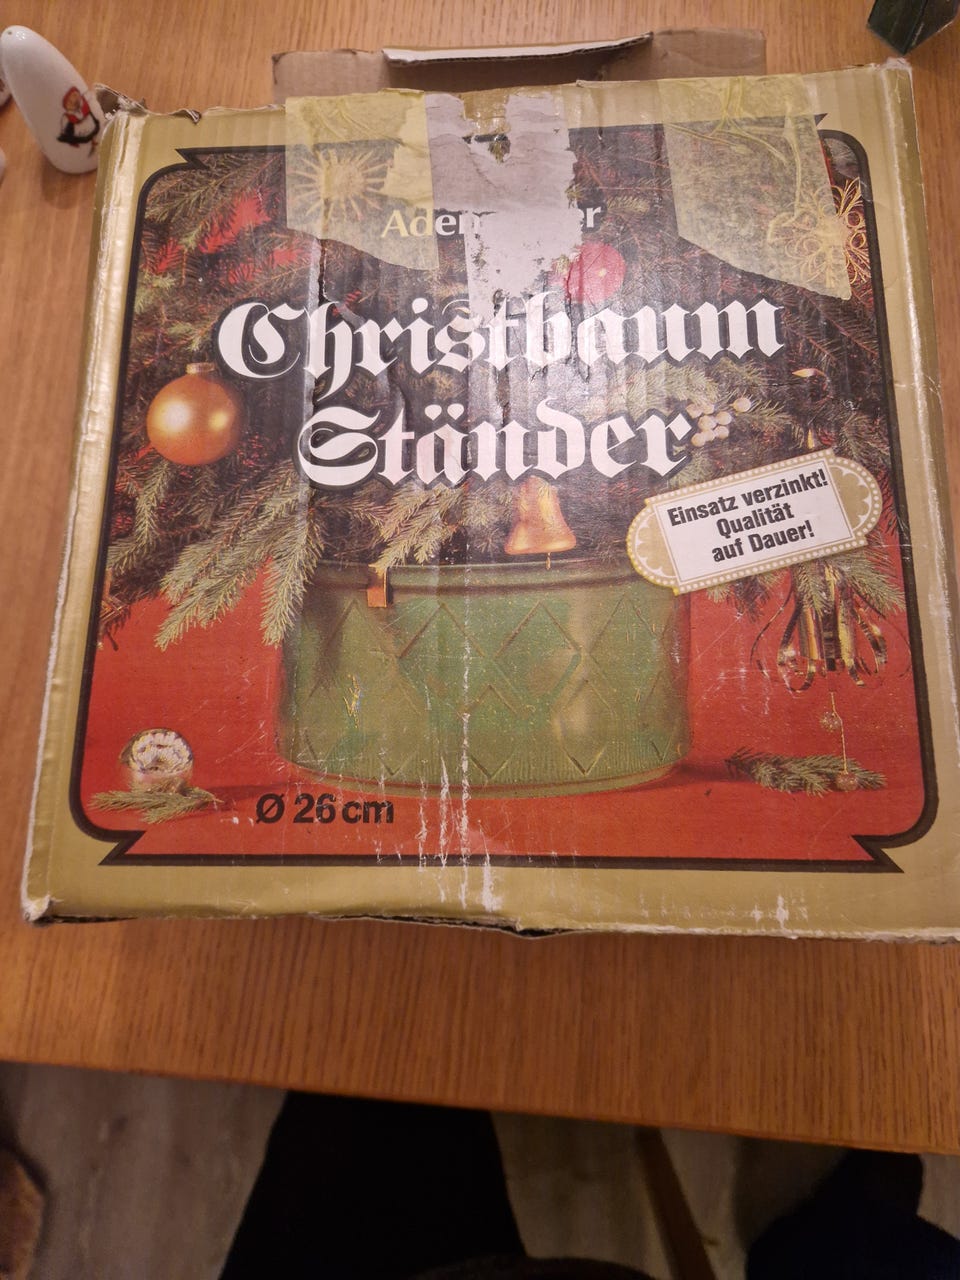 Christbaum
Ständer
Einsatz verzinkt!
Qualität
auf Dauer!
Ø 26 cm